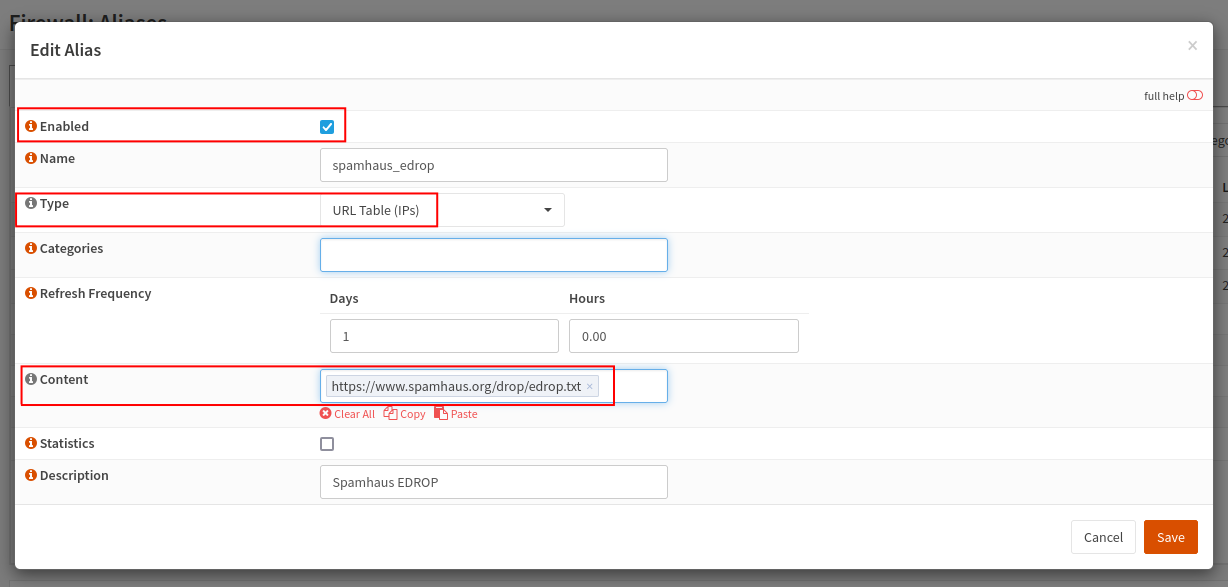 Firewall: Aliases
Edit Alias ×
full help
Enabled
Name spamhaus_edrop
Type URL Table (IPs)
Categories
Refresh Frequency Days Hours
1 0.00
Content https://www.spamhaus.org/drop/edrop.txt ×
Clear All Copy Paste
Statistics
Description Spamhaus EDROP
Cancel Save